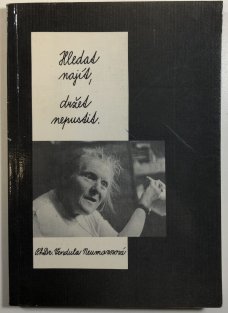 Hledat
najít,
držet
nepustit.
PhDr. Vendula Neumannová